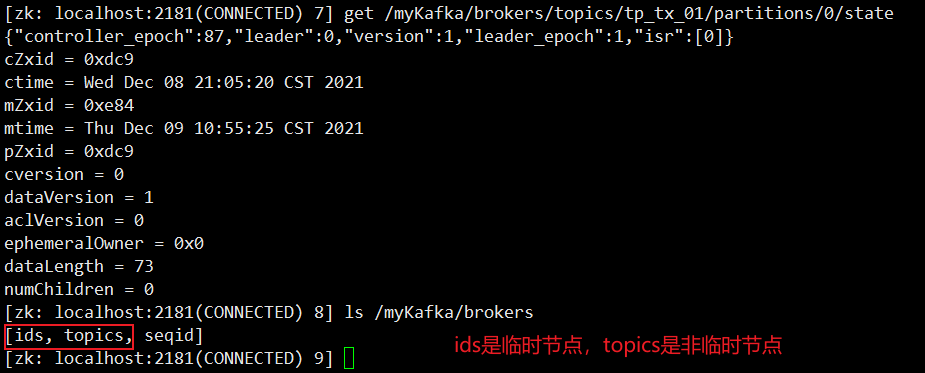 [zk: localhost:2181(CONNECTED) 7] get /myKafka/brokers/topics/tp_tx_01/partitions/0/state
{"controller_epoch":87,"leader":0,"version":1,"leader_epoch":1,"isr":[0]}
cZxid = 0xdc9
ctime = Wed Dec 08 21:05:20 CST 2021
mZxid = 0xe84
mtime = Thu Dec 09 10:55:25 CST 2021
pZxid = 0xdc9
cversion = 0
dataVersion = 1
aclVersion = 0
ephemeralOwner = 0x0
dataLength = 73
numChildren = 0
[zk: localhost:2181(CONNECTED) 8] ls /myKafka/brokers
[ids, topics, seqid]
ids是临时节点，topics是非临时节点
[zk: localhost:2181(CONNECTED) 9]